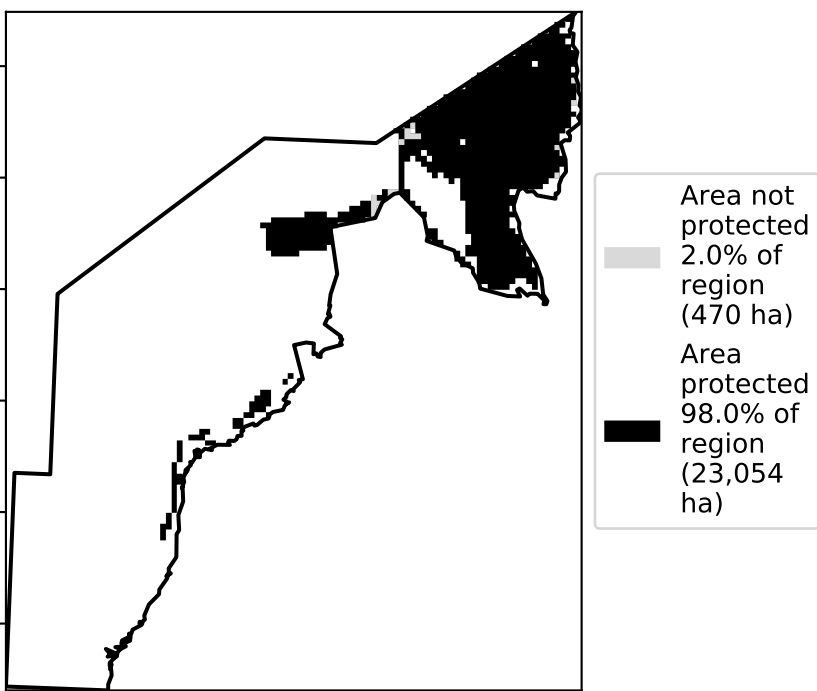 Area not
protected
2.0% of
region
(470 ha)
Area
protected
98.0% of
region
(23,054
ha)